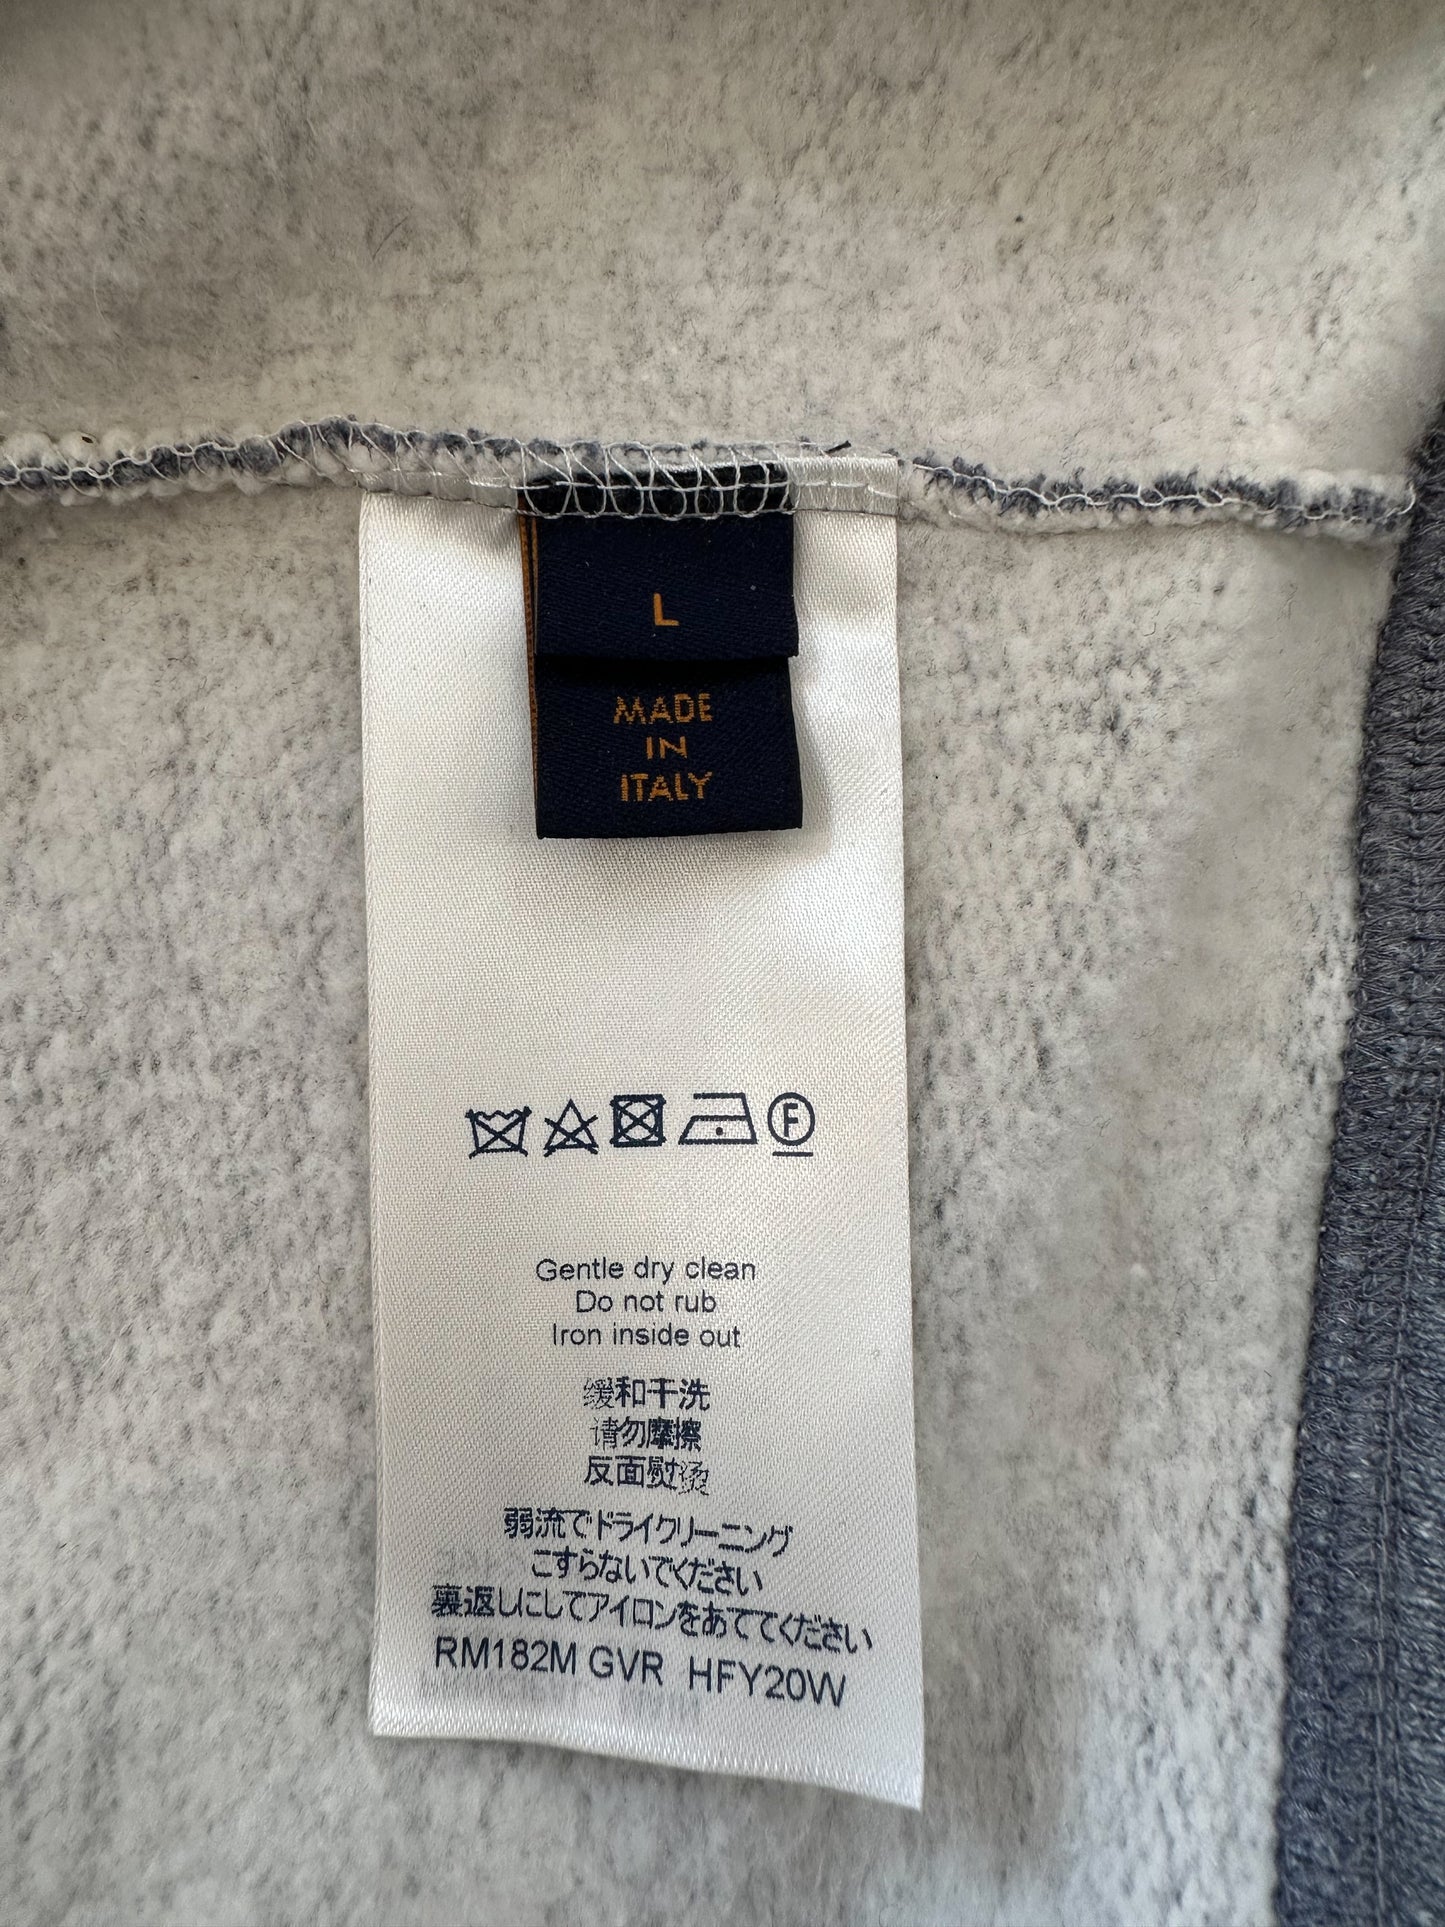 L
MADE
IN
ITALY
F
Gentle dry clean
Do not rub
Iron inside out
缓和干洗
请勿摩擦
反面熨烫
弱流でドライクリーニング
こすらないでください
裏返しにしてアイロンをあててください
RM182M GVR HFY20W